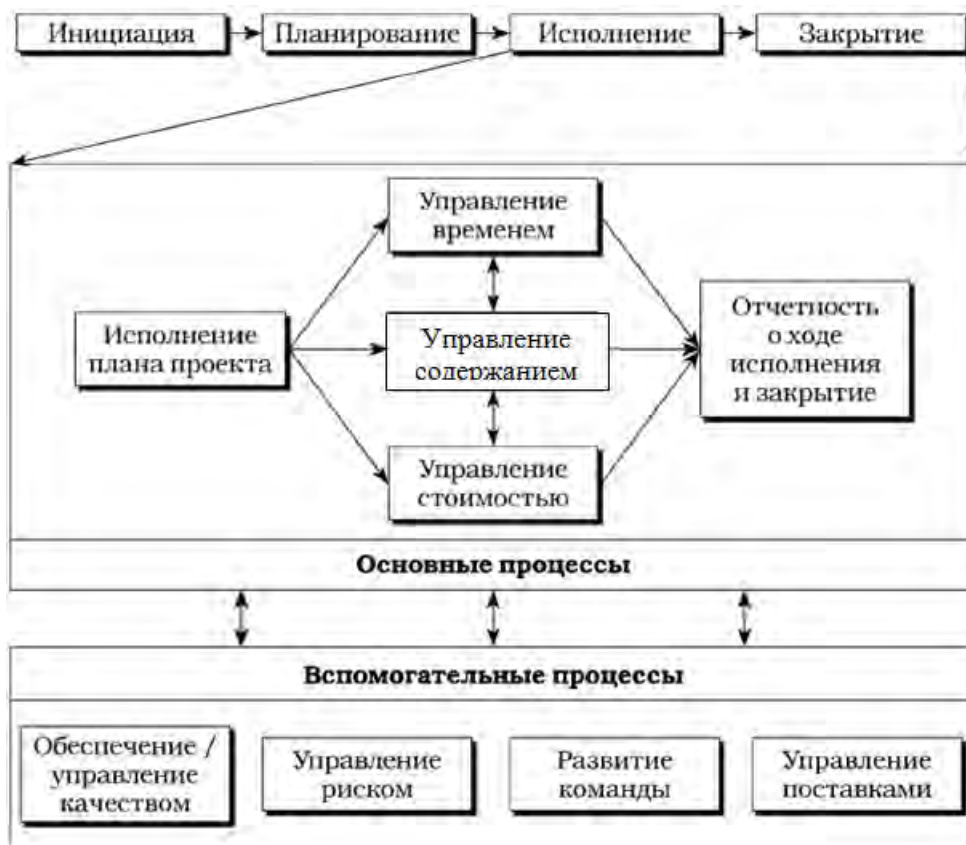 Инициация
Планирование
Исполнение
Закрытие
Управление
временем
Исполнение
плана проекта
Управление
содержанием
Отчетность
о ходе
исполнения
и закрытие
Управление
стоимостью
Основные процессы
Вспомогательные процессы
Обеспечение /
управление
качеством
Управление
риском
Развитие
команды
Управление
поставками